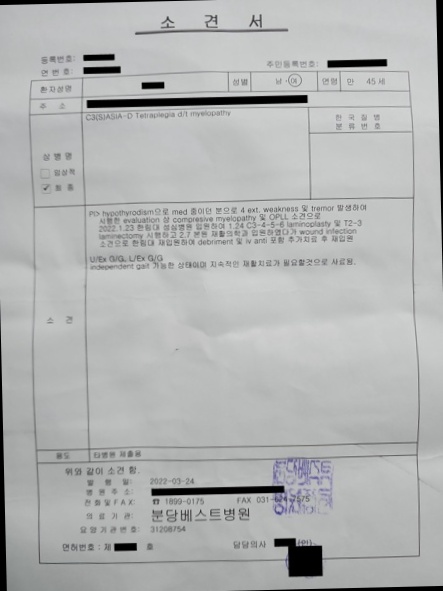 소 견 서
등록번호:
연 번 호:
주민등록번호:
환자성명
성별
남 · 여
연령
만 45세
주 소
C3(S)ASIA-D Tetraplegia d/t myelopathy
한 국 질 병
분 류 번 호
상 병 명
임상적
최 종
PI> hypothyrodism으로 med 중이던 분으로 4 ext. weakness 및 tremor 발생하여
시행한 evaluation 상 compresive myelopathy 및 OPLL 소견으로
2022.1.23 한림대 성심병원 입원하여 1.24 C3-4-5-6 laminoplasty 및 T2-3
laminectomy 시행하고 2.7 본원 재활의학과 입원하였다가 wound infection
소견으로 한림대 재입원하여 debriment 및 iv anti 포함 추가치료 후 재입원
U/Ex G/G, L/Ex G/G
independent gait 가능한 상태이며 지속적인 재활치료가 필요할것으로 사료됨.
소 견
용도
타병원 제출용
위와 같이 소견 함.
발 행 일: 2022-03-24
병 원 주 소:
전 화 및 F A X: ☎ 1899-0175 FAX 031-624-7575
의 료 기 관: 분당베스트병원
요양기관번호: 31208754
면허번호 : 제 호
담당의사 (인)